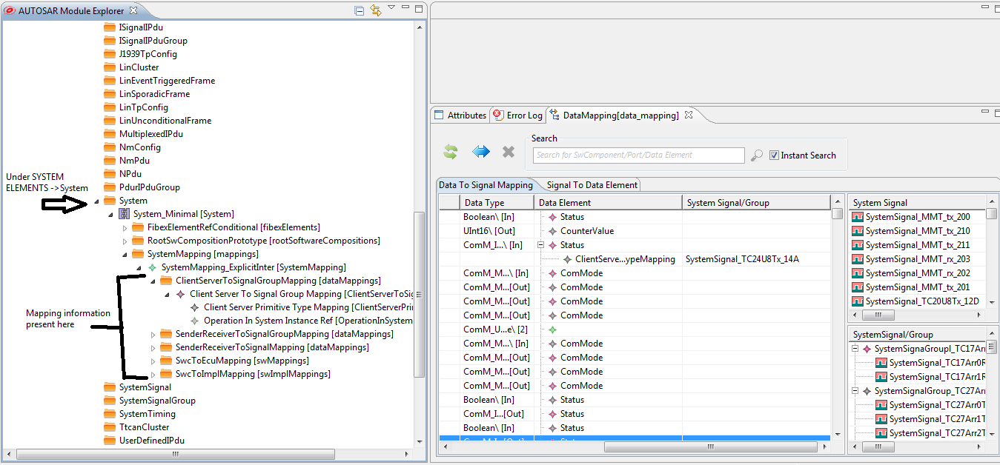 AUTOSAR Module Explorer
ISignalIPdu
ISignalIPduGroup
J1939TpConfig
LinCluster
LinEventTriggeredFrame
LinSporadicFrame
LinTpConfig
LinUnconditionalFrame
MultiplexedIPdu
NmConfig
NmPdu
NPdu
PdurIPduGroup
Under SYSTEM
ELEMENTS ->System
System
System_Minimal [System]
FibexElementRefConditional [fibexElements]
RootSwCompositionPrototype [rootSoftwareCompositions]
SystemMapping [mappings]
SystemMapping_ExplicitInter [SystemMapping]
ClientServerToSignalGroupMapping [dataMappings]
Client Server To Signal Group Mapping [ClientServerToSig
Client Server Primitive Type Mapping [ClientServerPrin
Operation In System Instance Ref [OperationInSystem
Mapping information
present here
SenderReceiverToSignalGroupMapping [dataMappings]
SenderReceiverToSignalMapping [dataMappings]
SwcToEcuMapping [swMappings]
SwcToImplMapping [swImplMappings]
SystemSignal
SystemSignalGroup
SystemTiming
TtcanCluster
UserDefinedIPdu
Attributes Error Log DataMapping[data_mapping]
Search
Search for SwComponent/Port/Data Element
Instant Search
Data To Signal Mapping Signal To Data Element
Data Type Data Element System Signal/Group
Boolean\ [In] Status
UInt16\ [Out] CounterValue
ComM_I...\ [In] Status
ClientServe...ypeMapping SystemSignal_TC24U8Tx_14A
ComM_M...\ [In] ComMode
ComM_M...[Out] ComMode
ComM_M...[Out] ComMode
ComM_M...[Out] ComMode
ComM_U...e\ [2]
ComM_M...\ [In] ComMode
ComM_M...[Out] ComMode
ComM_M...[Out] ComMode
ComM_M...[Out] ComMode
Boolean\ [In] Status
ComM_I...[Out] Status
Boolean\ [In] Status
System Signal
SystemSignal_MMT_tx_200
SystemSignal_MMT_tx_210
SystemSignal_MMT_tx_211
SystemSignal_MMT_rx_203
SystemSignal_MMT_rx_202
SystemSignal_MMT_tx_201
SystemSignal_TC20U8Tx_12D
SystemSignal/Group
SystemSignaGroupI_TC17Arr
SystemSignal_TC17Arr0R
SystemSignal_TC17Arr1R
SystemSignalGroup_TC27Arr
SystemSignal_TC27Arr0T
SystemSignal_TC27Arr1T
SystemSignal_TC27Arr2T